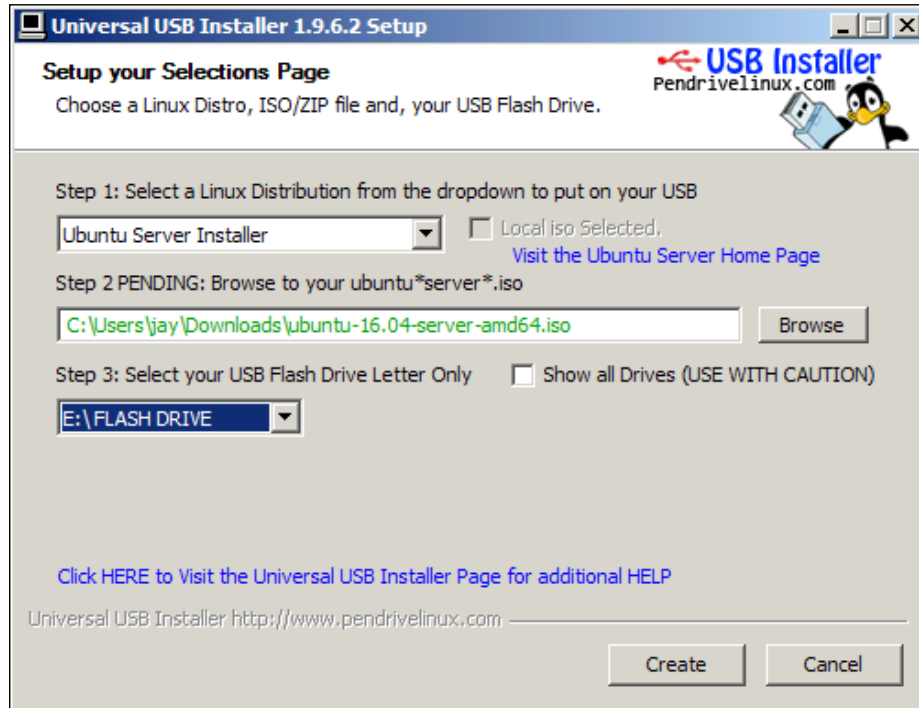 Universal USB Installer 1.9.6.2 Setup
Setup your Selections Page
Choose a Linux Distro, ISO/ZIP file and, your USB Flash Drive.
USB Installer
Pendrivelinux.com
Step 1: Select a Linux Distribution from the dropdown to put on your USB
Ubuntu Server Installer
Local iso Selected.
Visit the Ubuntu Server Home Page
Step 2 PENDING: Browse to your ubuntu*server*.iso
C:\Users\jay\Downloads\ubuntu-16.04-server-amd64.iso
Browse
Step 3: Select your USB Flash Drive Letter Only
Show all Drives (USE WITH CAUTION)
E:\FLASH DRIVE
Click HERE to Visit the Universal USB Installer Page for additional HELP
Universal USB Installer http://www.pendrivelinux.com
Create
Cancel